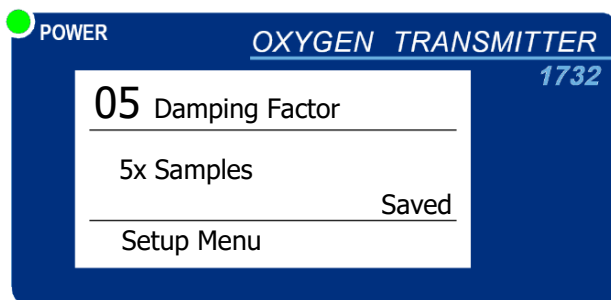 POWER
OXYGEN TRANSMITTER
1732
05 Damping Factor
5x Samples
Saved
Setup Menu